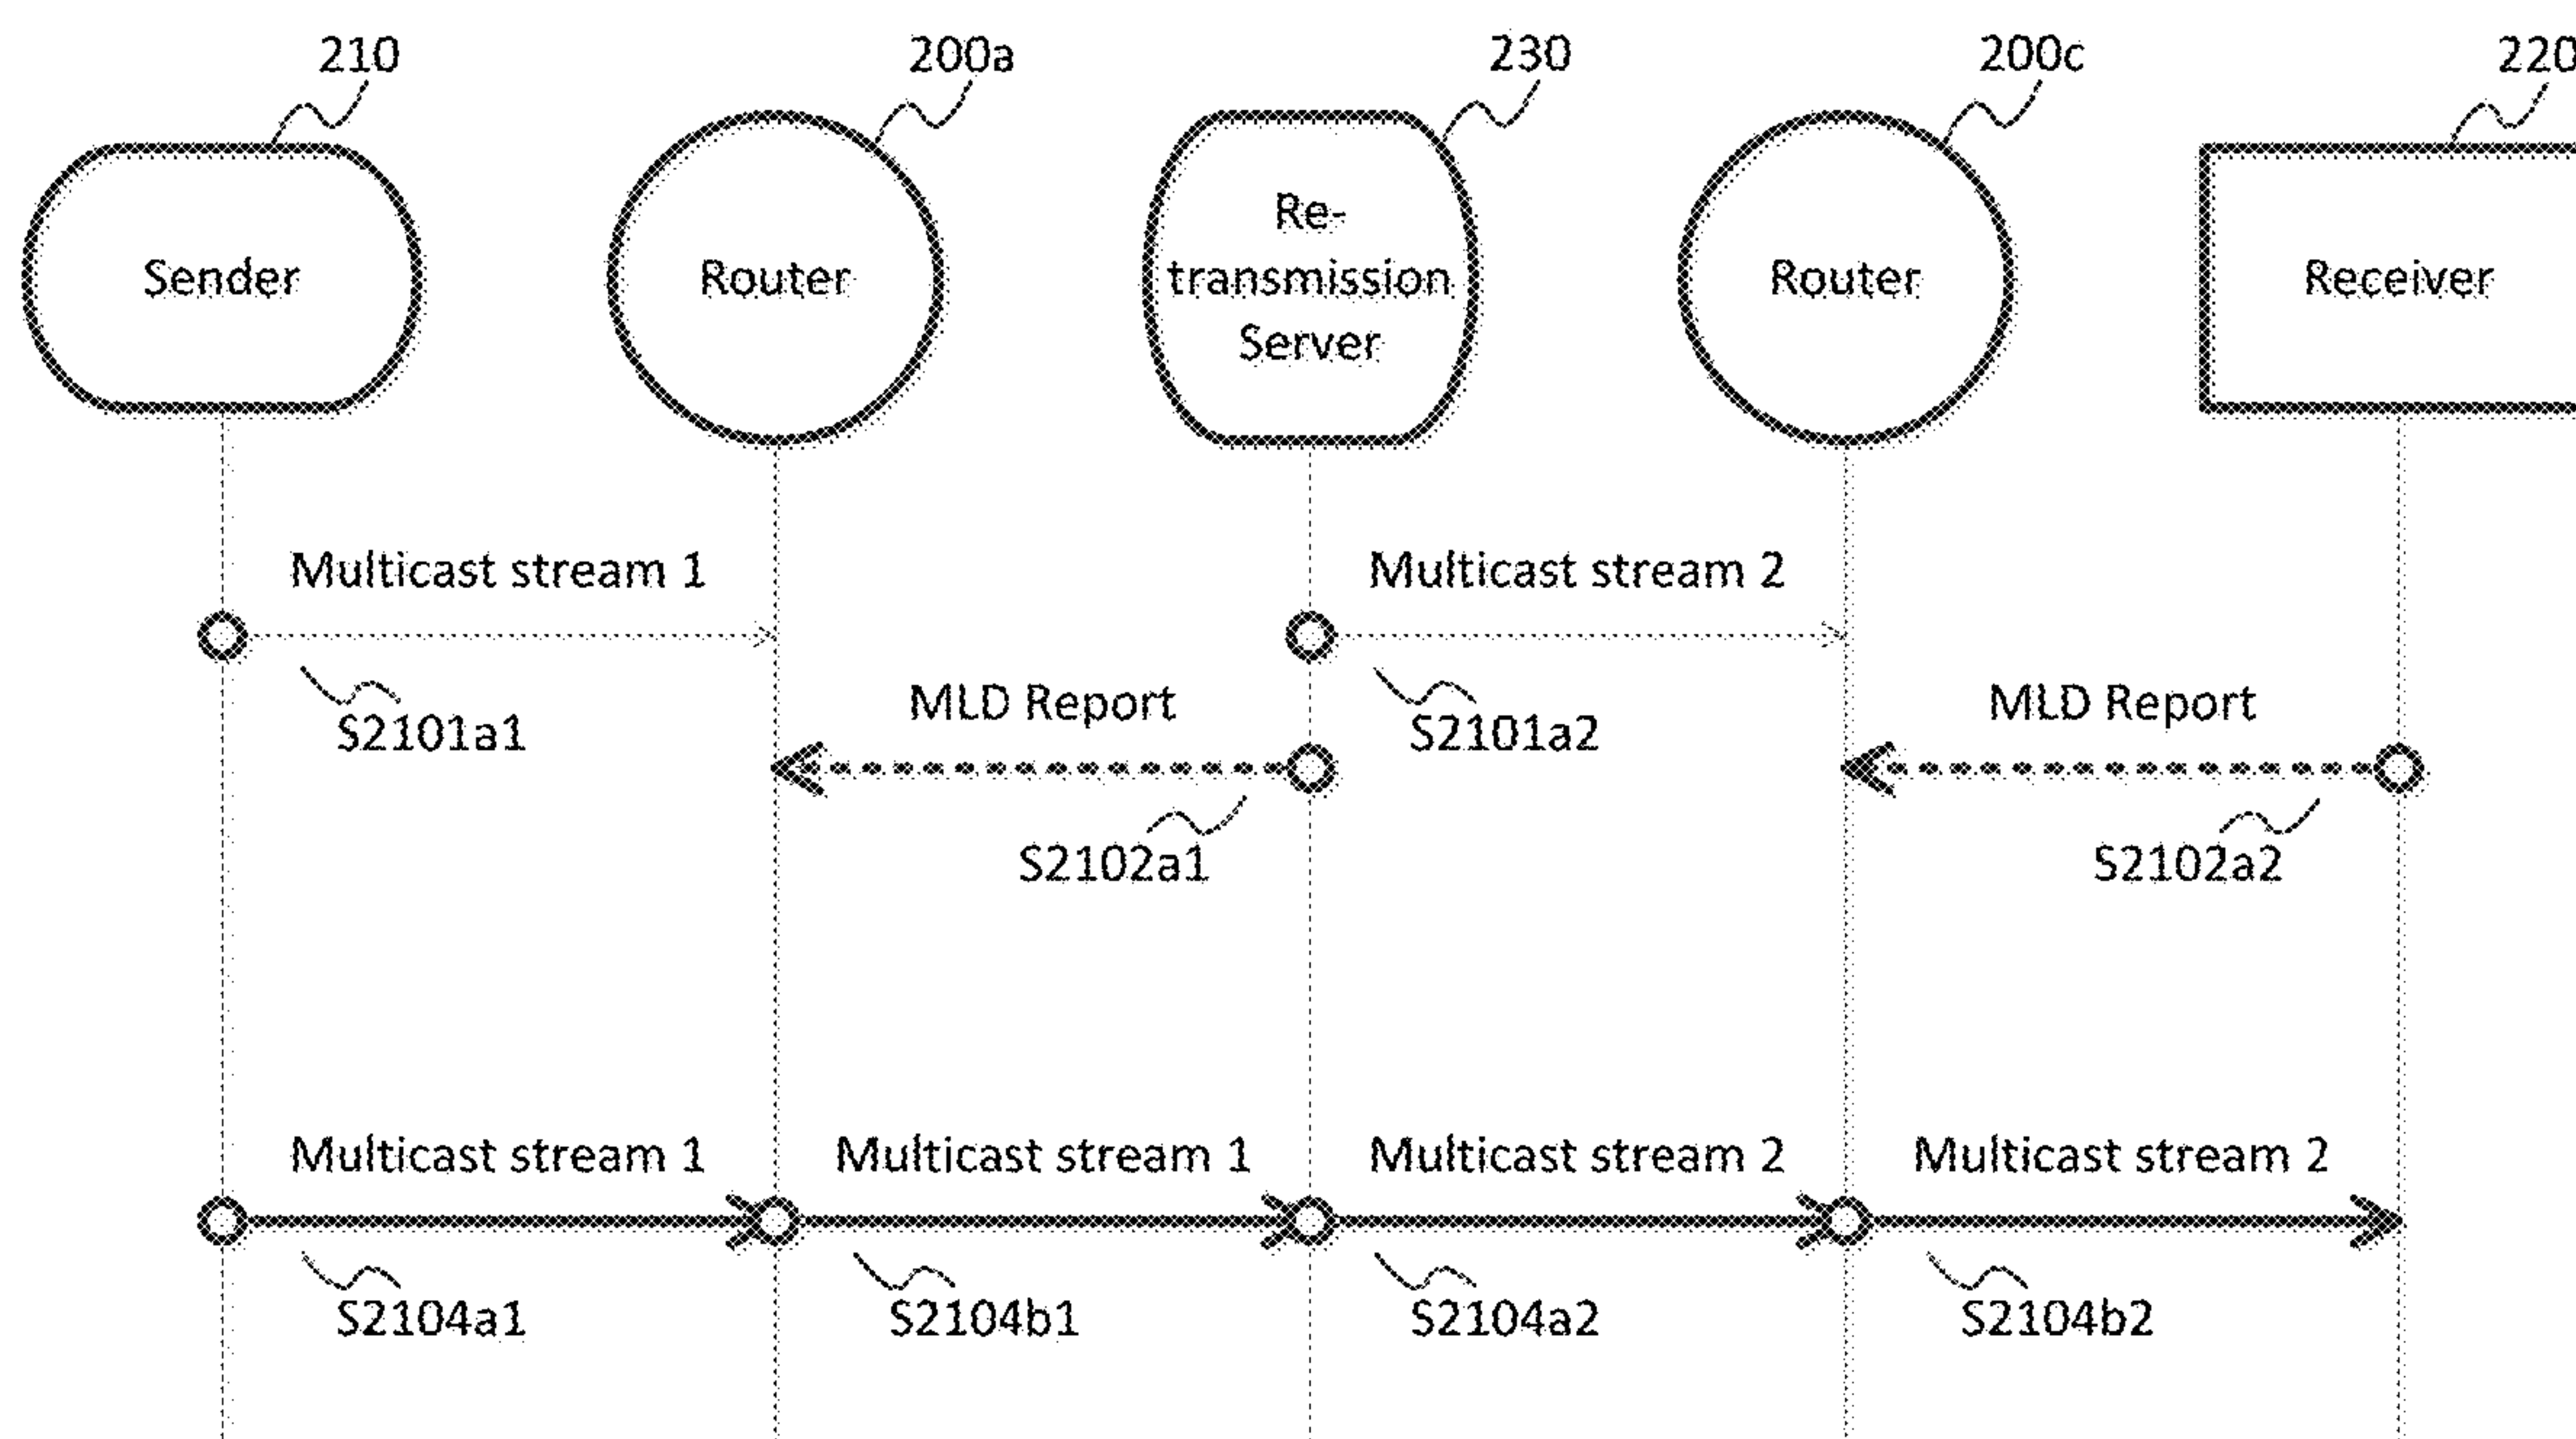 210
200a
230
200c
220
Sender
Router
Re-
transmission
Server
Router
Receiver
Multicast stream 1
Multicast stream 2
S2101a1
MLD Report
S2101a2
MLD Report
S2102a1
S2102a2
Multicast stream 1
Multicast stream 1
Multicast stream 2
Multicast stream 2
S2104a1
S2104b1
S2104a2
S2104b2